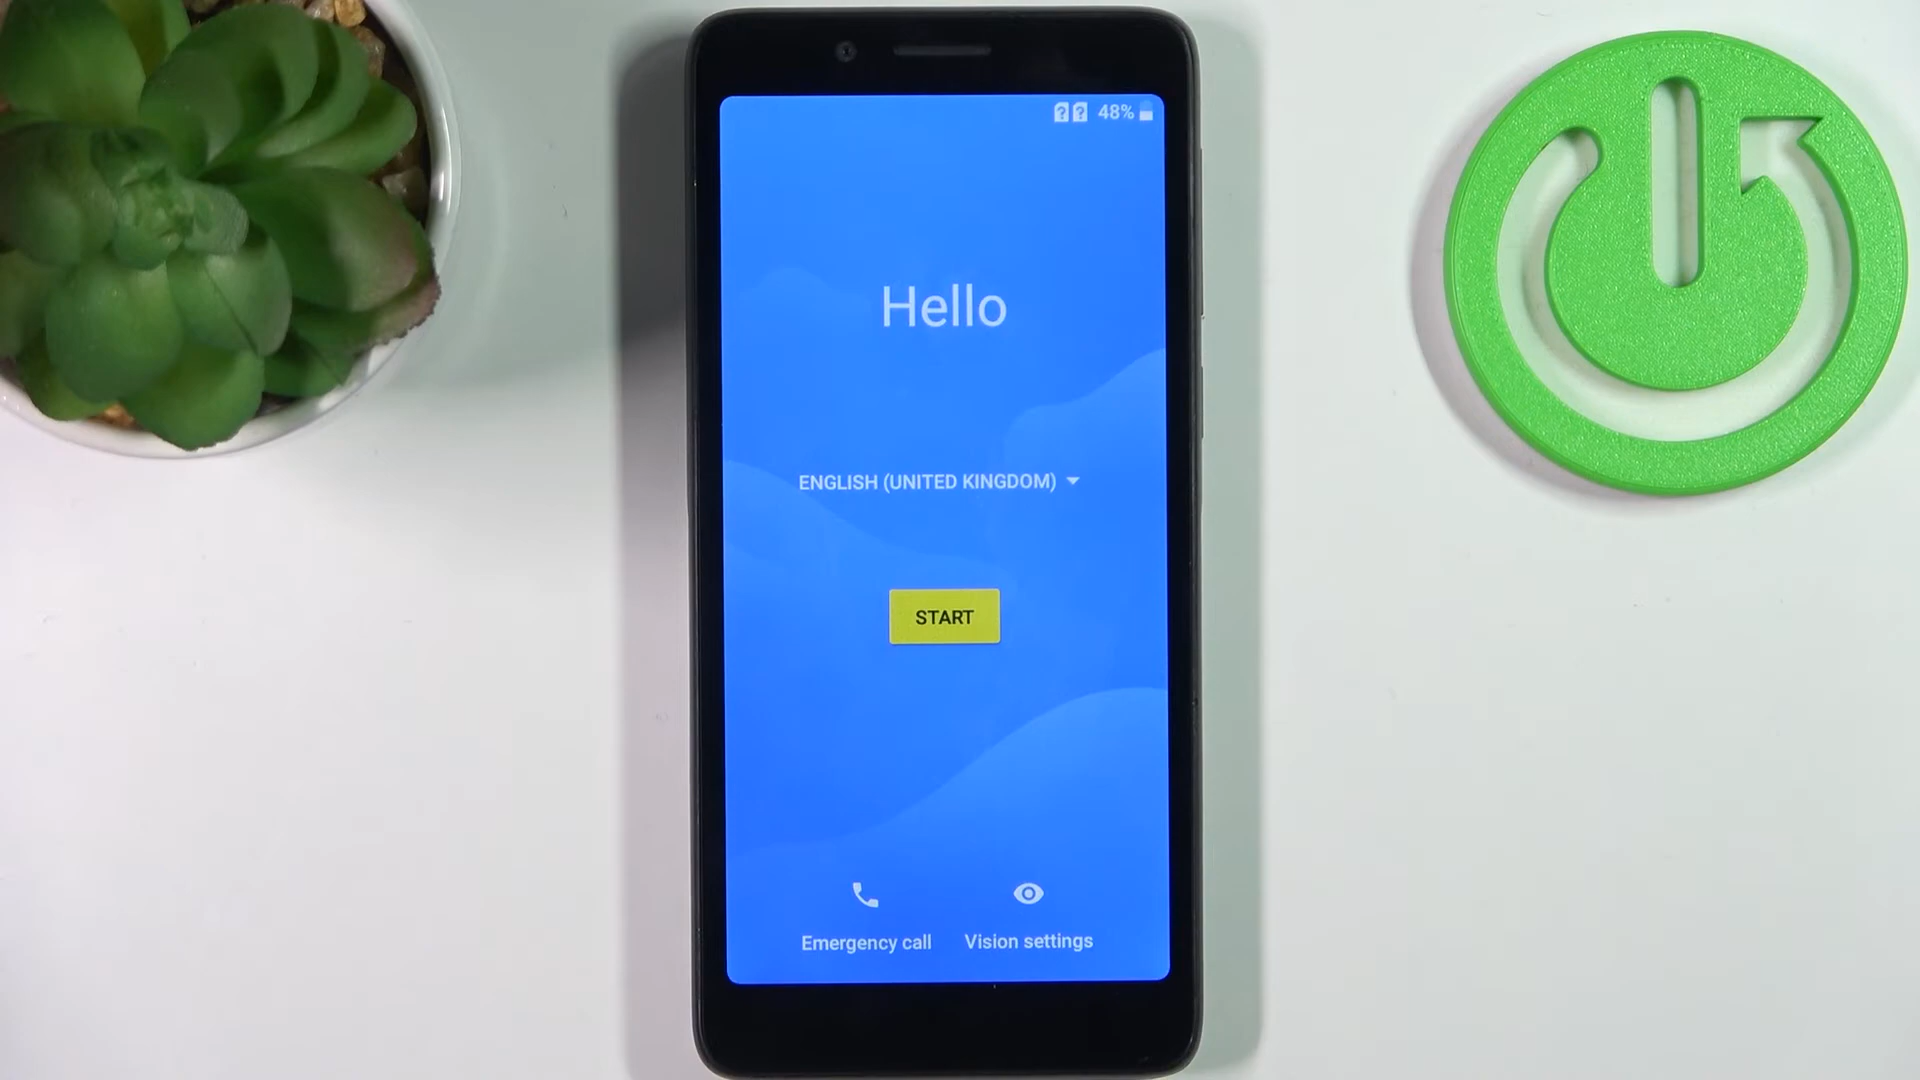 48%
Hello
ENGLISH (UNITED KINGDOM)
START
Emergency call
Vision settings